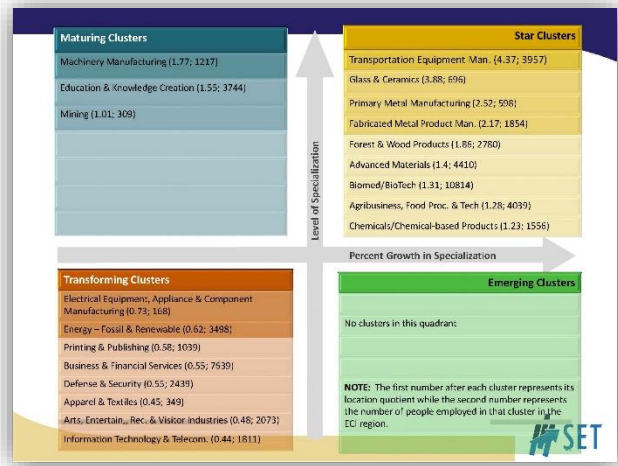 Maturing Clusters
Machinery Manufacturing (1.77; 1217)
Education & Knowledge Creation (1.55; 3744)
Mining (1.01; 309)
Star Clusters
Transportation Equipment Man. (4.37; 3957)
Glass & Ceramics (3.88; 696)
Primary Metal Manufacturing (2.52; 598)
Fabricated Metal Product Man. (2.17; 1854)
Forest & Wood Products (1.86; 2780)
Advanced Materials (1.4; 4410)
Biomed/BioTech (1.31; 10814)
Agribusiness, Food Proc. & Tech (1.28; 4039)
Chemicals/Chemical-based Products (1.23; 1556)
Level of Specialization
Percent Growth in Specialization
Transforming Clusters
Electrical Equipment, Appliance & Component
Manufacturing (0.73; 168)
Energy – Fossil & Renewable (0.62; 3498)
Printing & Publishing (0.58; 1039)
Business & Financial Services (0.55; 7639)
Defense & Security (0.55; 2439)
Apparel & Textiles (0.45; 349)
Arts, Entertain,, Rec. & Visitor Industries (0.48; 2073)
Information Technology & Telecom. (0.44; 1811)
Emerging Clusters
No clusters in this quadrant
NOTE: The first number after each cluster represents its
location quotient while the second number represents
the number of people employed in that cluster in the
ECI region.
SET